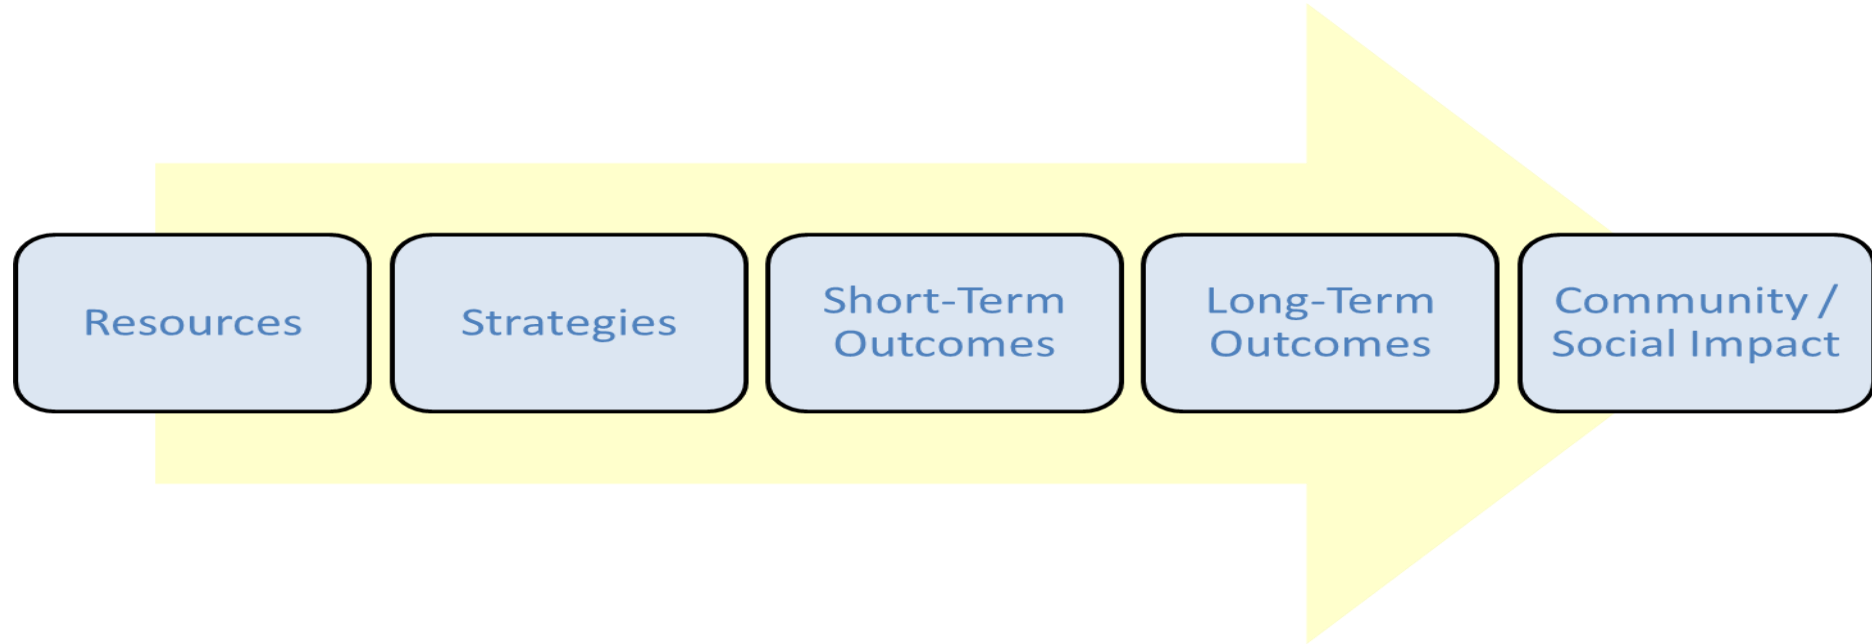 Resources
Strategies
Short-Term
Outcomes
Long-Term
Outcomes
Community /
Social Impact